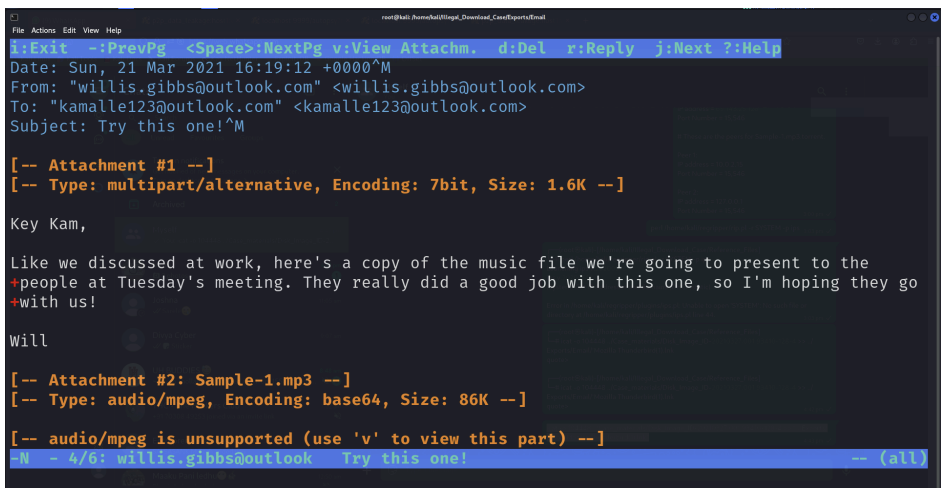 root@kali: /home/kali/Illegal_Download_Case/Exports/Email
File Actions Edit View Help
i:Exit -:PrevPg <Space>:NextPg v:View Attachm. d:Del r:Reply j:Next ?:Help
Date: Sun, 21 Mar 2021 16:19:12 +0000^M
From: "willis.gibbs@outlook.com" <willis.gibbs@outlook.com>
To: "kamalle123@outlook.com" <kamalle123@outlook.com>
Subject: Try this one!^M
[-- Attachment #1 --]
[-- Type: multipart/alternative, Encoding: 7bit, Size: 1.6K --]
Key Kam,
Like we discussed at work, here's a copy of the music file we're going to present to the
+people at Tuesday's meeting. They really did a good job with this one, so I'm hoping they go
+with us!
Will
[-- Attachment #2: Sample-1.mp3 --]
[-- Type: audio/mpeg, Encoding: base64, Size: 86K --]
[-- audio/mpeg is unsupported (use 'v' to view this part) --]
-N - 4/6: willis.gibbs@outlook Try this one! -- (all)